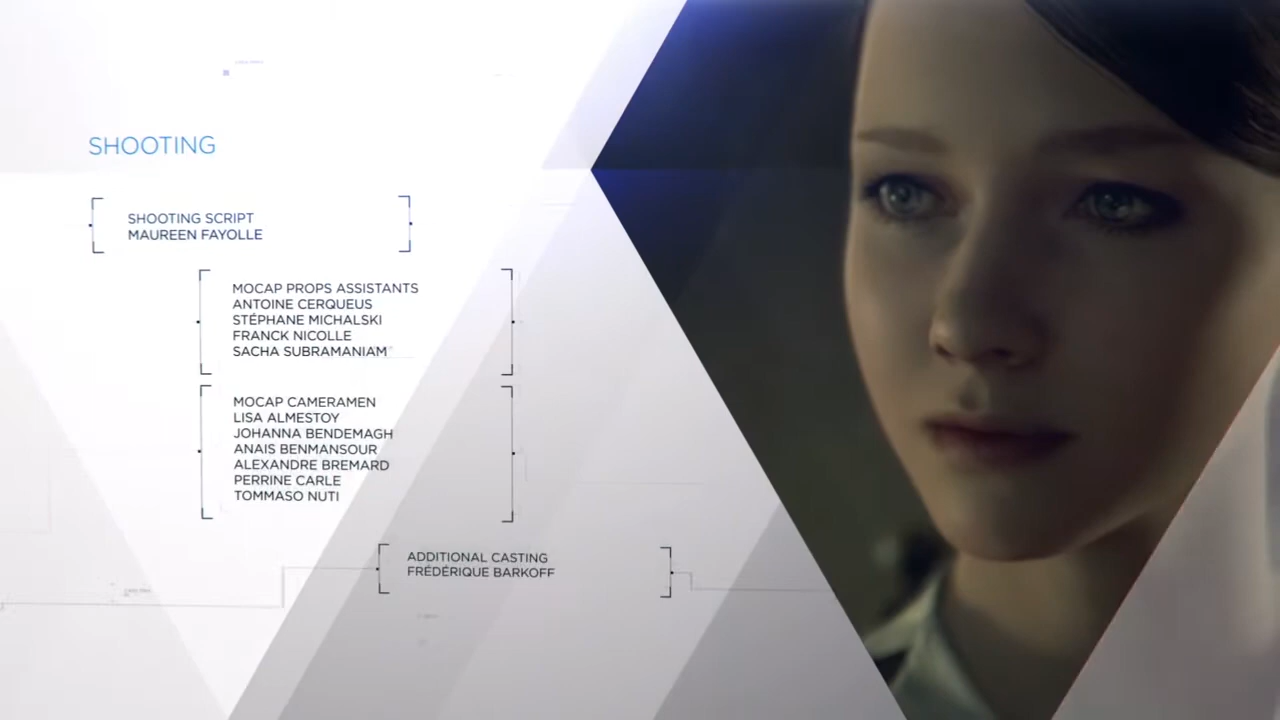 SHOOTING
SHOOTING SCRIPT
MAUREEN FAYOLLE
MOCAP PROPS ASSISTANTS
ANTOINE CERQUEUS
STÉPHANE MICHALSKI
FRANCK NICOLLE
SACHA SUBRAMANIAM
MOCAP CAMERAMEN
LISA ALMESTOY
JOHANNA BENDEMAGH
ANAIS BENMANSOUR
ALEXANDRE BREMARD
PERRINE CARLE
TOMMASO NUTI
ADDITIONAL CASTING
FRÉDÉRIQUE BARKOFF